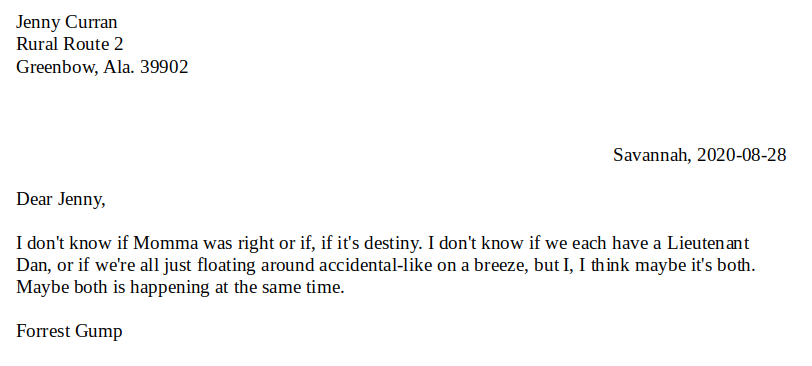 Jenny Curran
Rural Route 2
Greenbow, Ala. 39902
Savannah, 2020-08-28
Dear Jenny,
I don't know if Momma was right or if, if it's destiny. I don't know if we each have a Lieutenant
Dan, or if we're all just floating around accidental-like on a breeze, but I, I think maybe it's both.
Maybe both is happening at the same time.
Forrest Gump